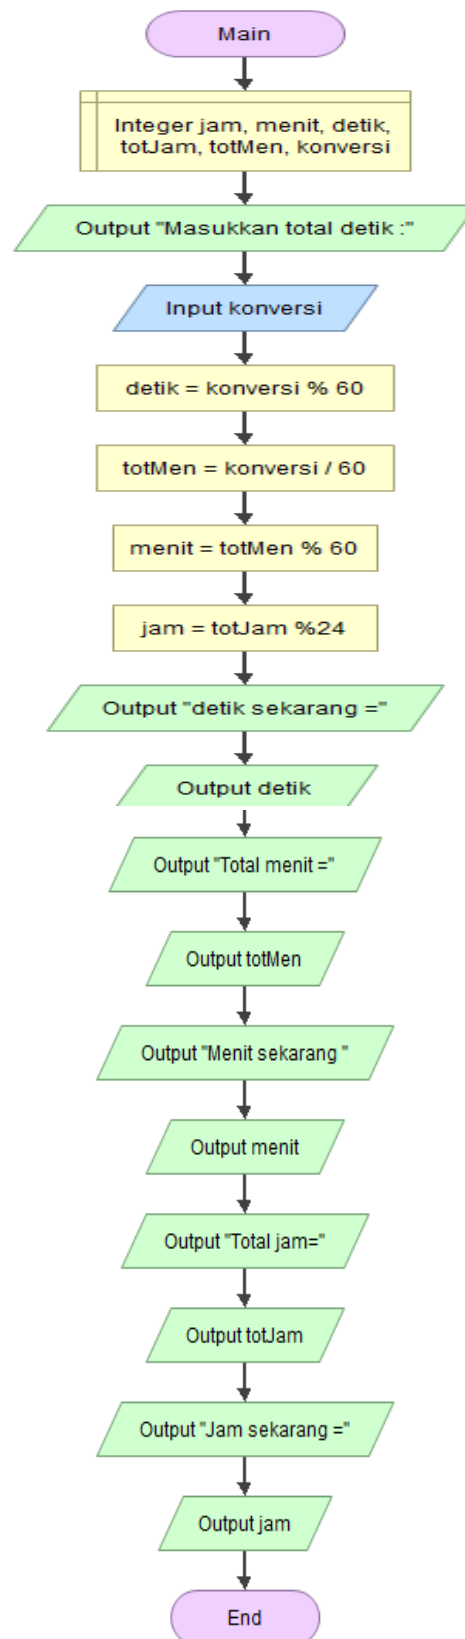 Main
Integer jam, menit, detik,
totJam, totMen, konversi
Output "Masukkan total detik :"
Input konversi
detik = konversi % 60
totMen = konversi / 60
menit = totMen % 60
jam = totJam %24
Output "detik sekarang ="
Output detik
Output "Total menit ="
Output totMen
Output "Menit sekarang "
Output menit
Output "Total jam="
Output totJam
Output "Jam sekarang ="
Output jam
End